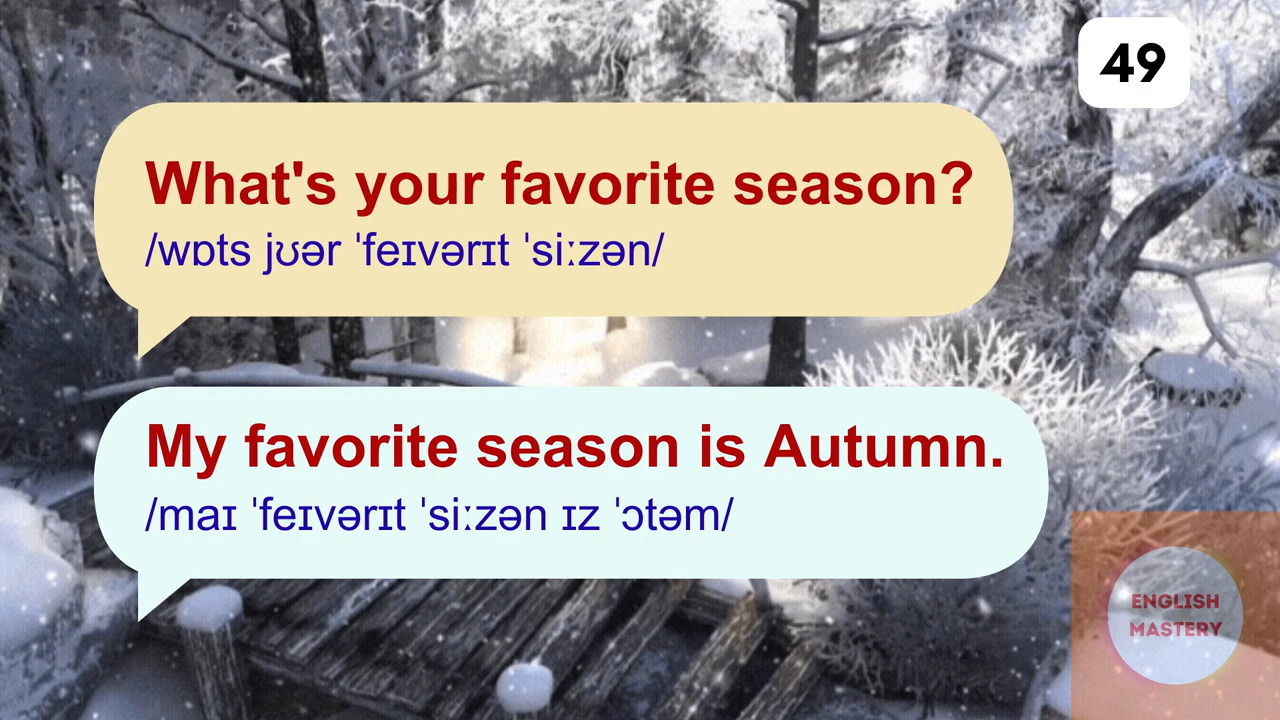 49
What's your favorite season?
/wɒts jʊər ˈfeɪvərɪt ˈsiːzən/
My favorite season is Autumn.
/maɪ ˈfeɪvərɪt ˈsiːzən ɪz ˈɔtəm/
ENGLISH
MASTERY